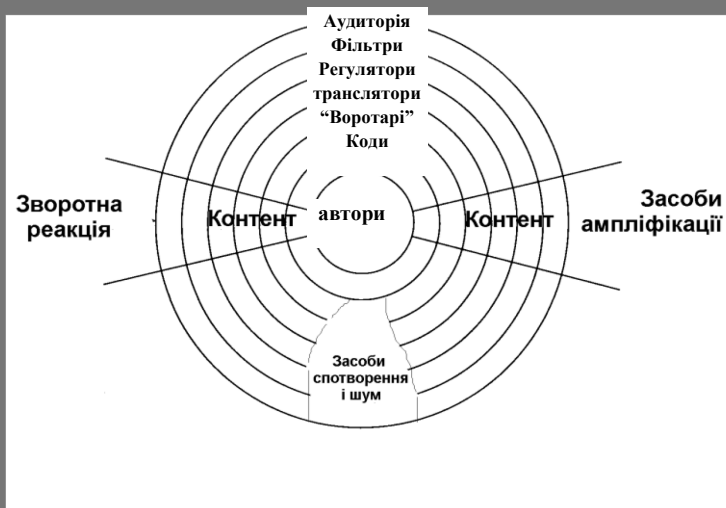 Аудиторія
Фільтри
Регулятори
транслятори
“Воротарі”
Коди
Зворотна
реакція
Контент
автори
Контент
Засоби
ампліфікації
Засоби
спотворення
і шум